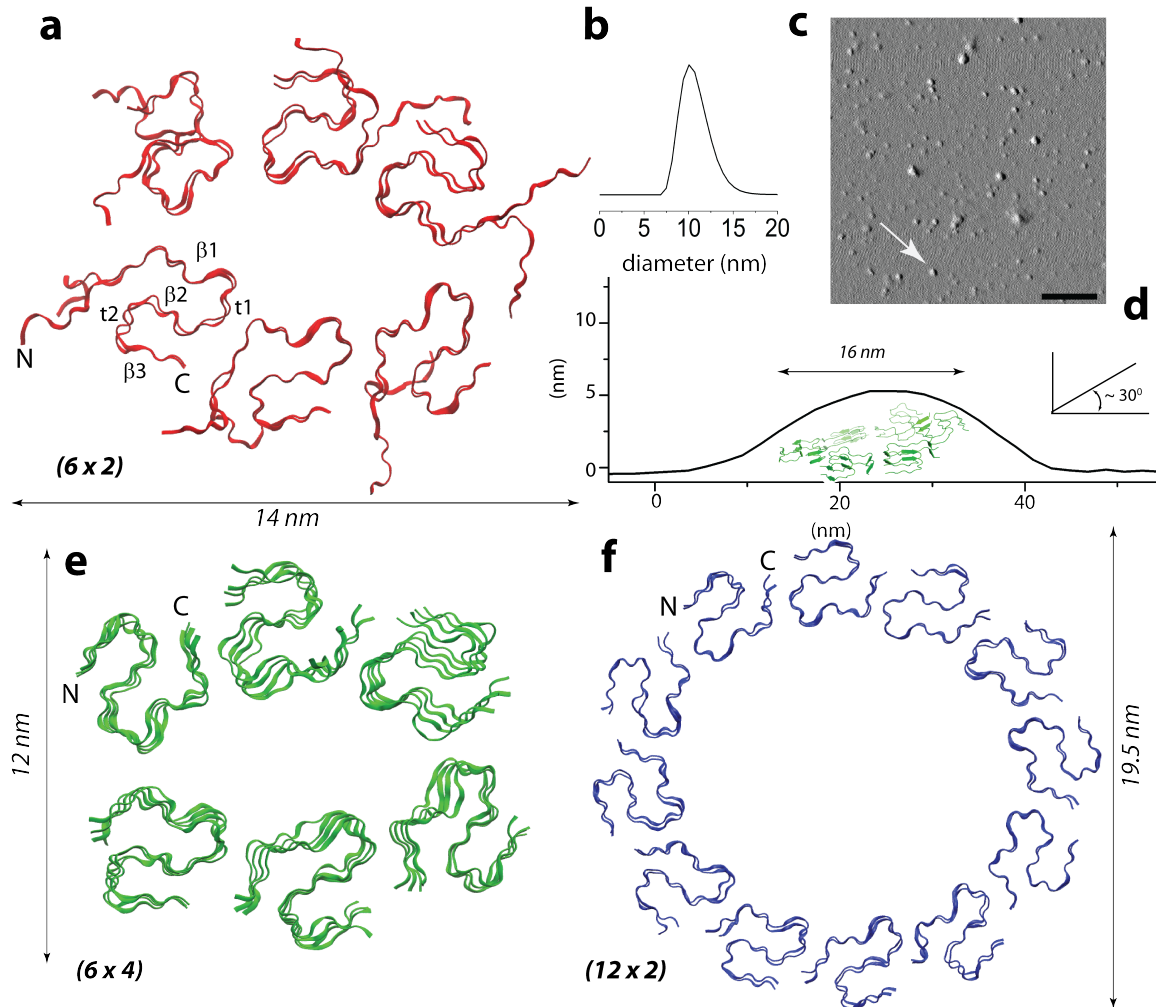 a
β1
β2
t2
t1
N
β3
C
(6 x 2)
14 nm
b
0 5 10 15 20
diameter (nm)
c
d
10
5
0
(nm)
16 nm
~ 30⁰
0 20 40
(nm)
e
C
N
12 nm
(6 x 4)
f
C
N
19.5 nm
(12 x 2)